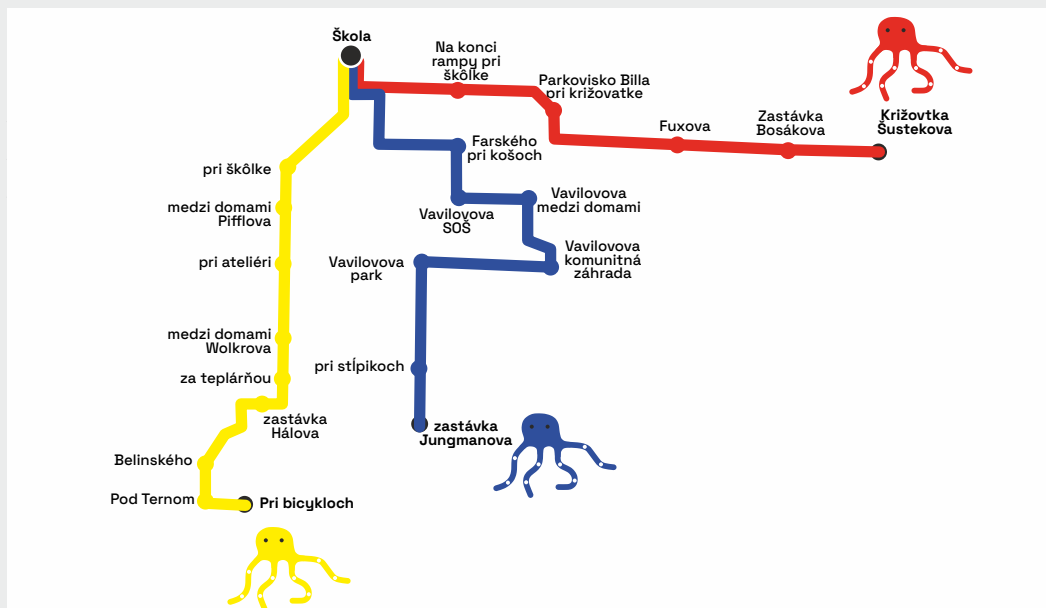 Škola
Na konci
rampy pri
škôlke
Parkovisko Billa
pri križovatke
Fuxova
Zastávka
Bosákova
Križovtka
Šustekova
Farského
pri košoch
Vavilovova
SOŠ
Vavilovova
medzi domami
Vavilovova
komunitná
záhrada
Vavilovova
park
pri stĺpikoch
zastávka
Jungmanova
pri škôlke
medzi domami
Pifflova
pri ateliéri
medzi domami
Wolkrova
za teplárňou
zastávka
Hálova
Belinského
Pod Ternom
Pri bicykloch